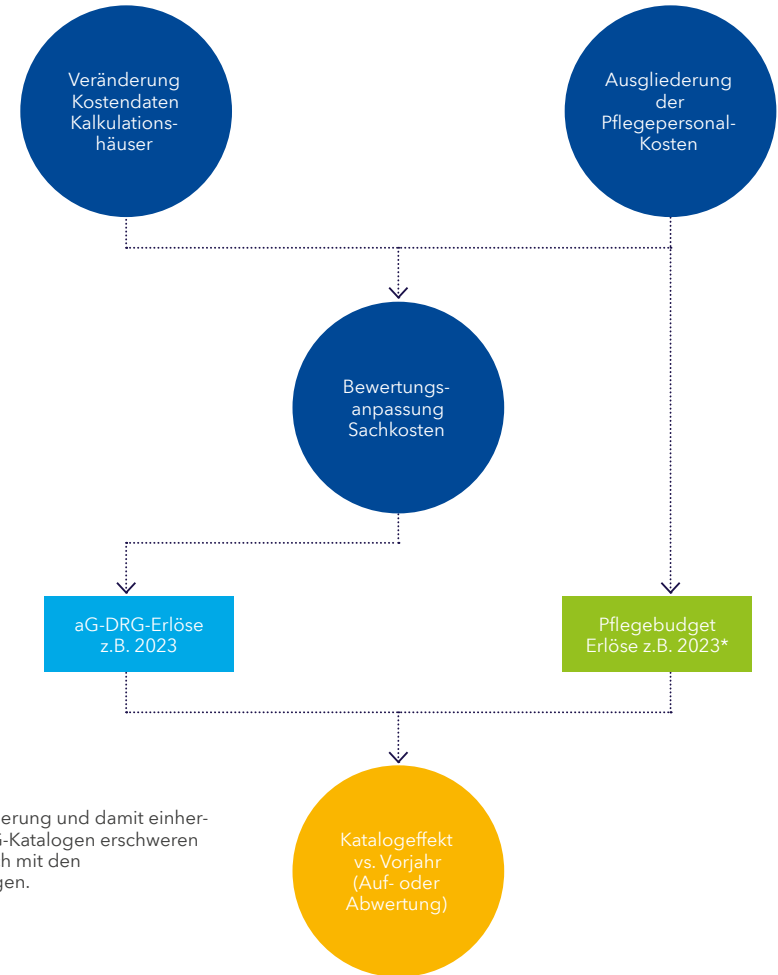 Veränderung
Kostendaten
Kalkulations-
häuser
Ausgliederung
der
Pflegepersonal-
Kosten
Bewertungs-
anpassung
Sachkosten
aG-DRG-Erlöse
z.B. 2023
Pflegebudget
Erlöse z.B. 2023*
erung und damit einher-
G-Katalogen erschweren
h mit den
gen.
Katalogeffekt
vs. Vorjahr
(Auf- oder
Abwertung)